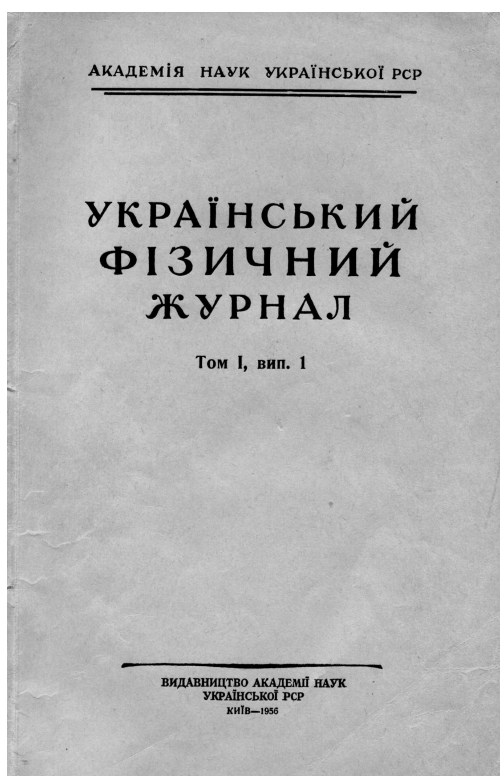 АКАДЕМІЯ НАУК УКРАЇНСЬКОЇ РСР
УКРАЇНСЬКИЙ
ФІЗИЧНИЙ
ЖУРНАЛ
Том I, вип. 1
ВИДАВНИЦТВО АКАДЕМІЇ НАУК
УКРАЇНСЬКОЇ РСР
КИЇВ—1956